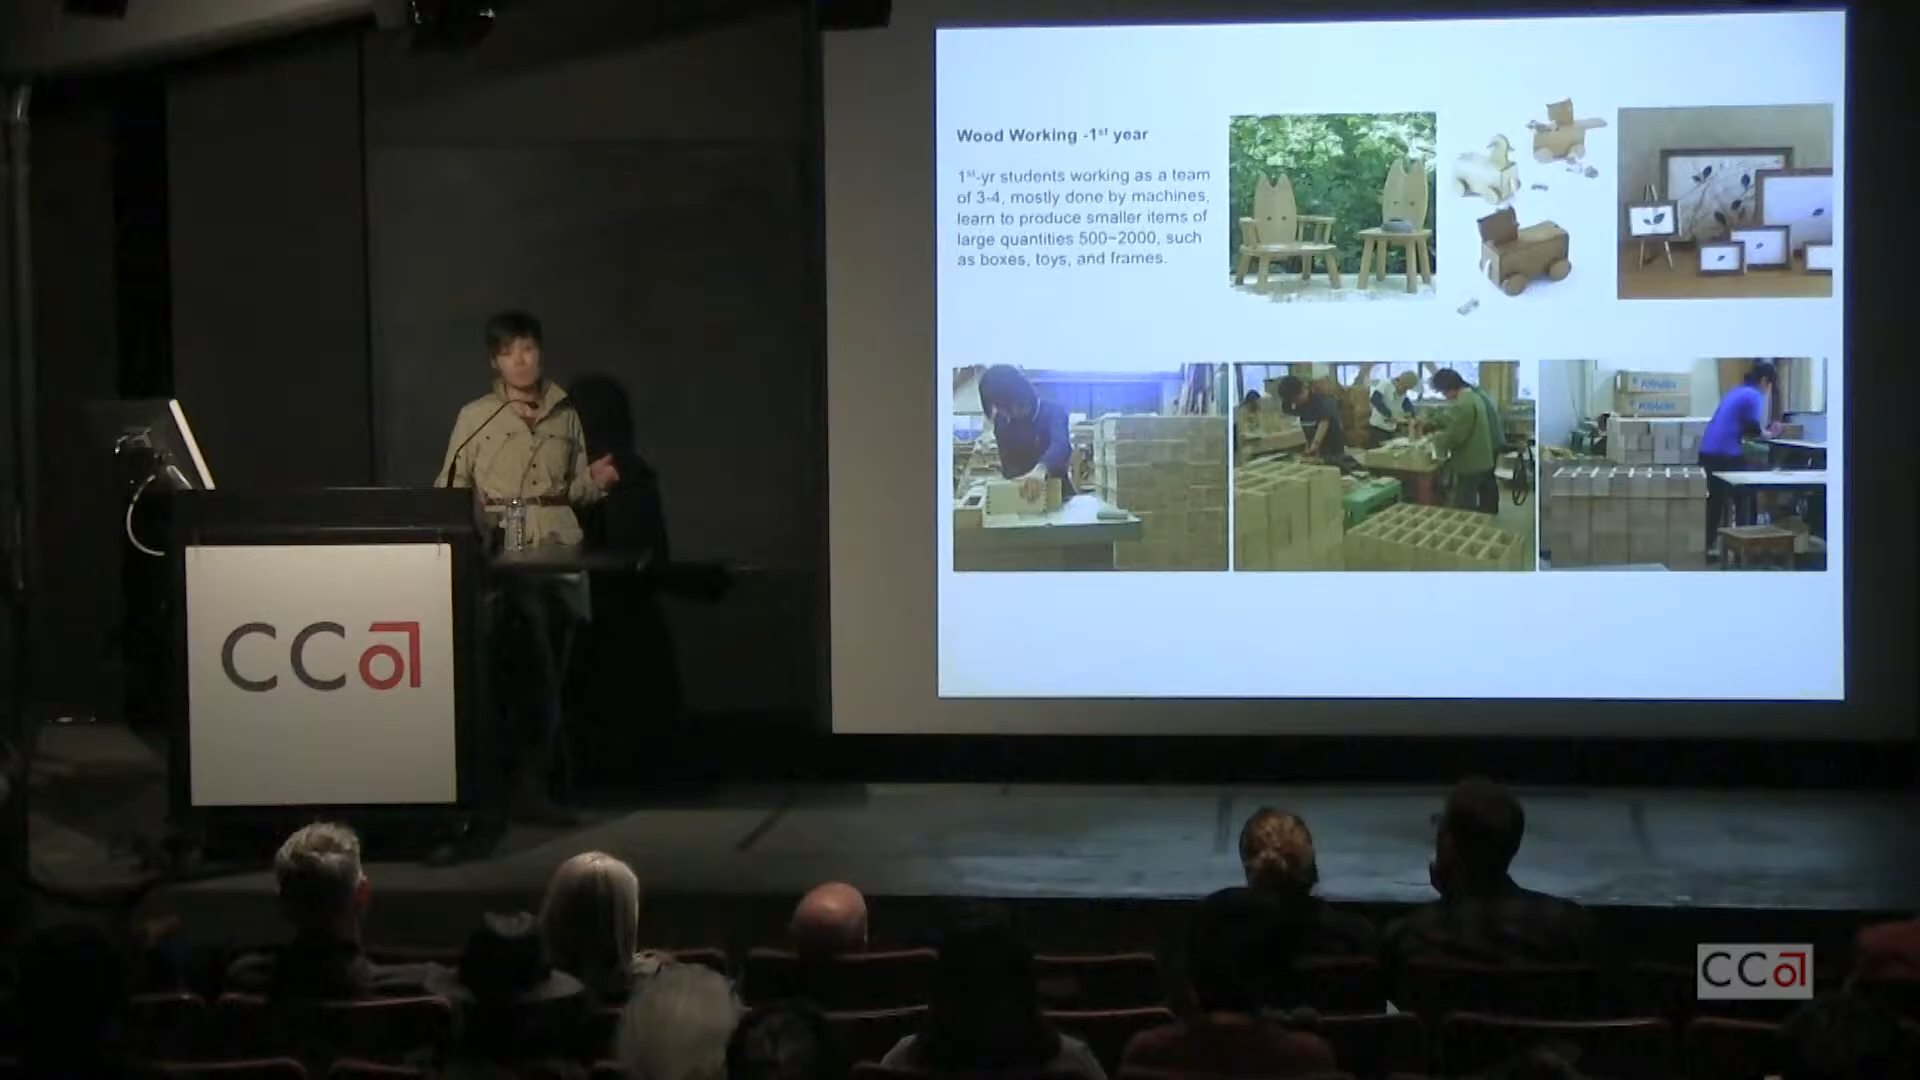 Wood Working -1st year
1st-yr students working as a team
of 3-4, mostly done by machines,
learn to produce smaller items of
large quantities 500~2000, such
as boxes, toys, and frames.
CCa
CCa